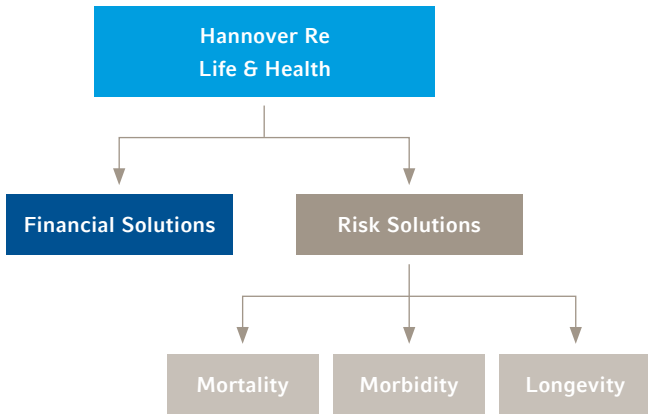 Hannover Re
Life & Health
Financial Solutions
Risk Solutions
Mortality
Morbidity
Longevity